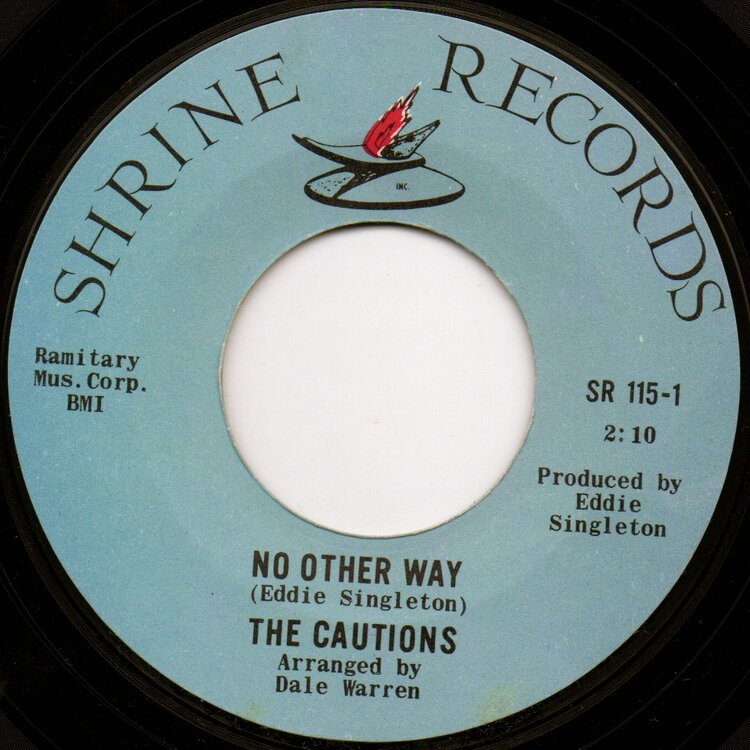 SHRINE RECORDS
INC.
Ramitary
Mus. Corp.
BMI
SR 115-1
2:10
Produced by
Eddie
Singleton
NO OTHER WAY
(Eddie Singleton)
THE CAUTIONS
Arranged by
Dale Warren